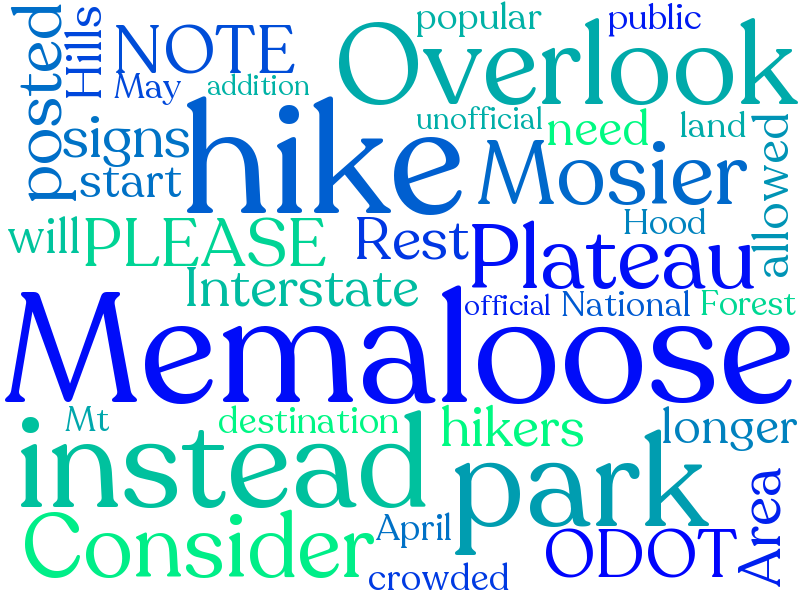 posted
Hills
NOTE
popular
public
Overlook
May
addition
hike
unofficial
need
land
signs
start
Mosier
allowed
will
PLEASE
Rest
Hood
Plateau
Interstate
official
National
Forest
Memaloose
Mt
destination
hikers
longer
instead
park
Consider
April
ODOT
Area
crowded